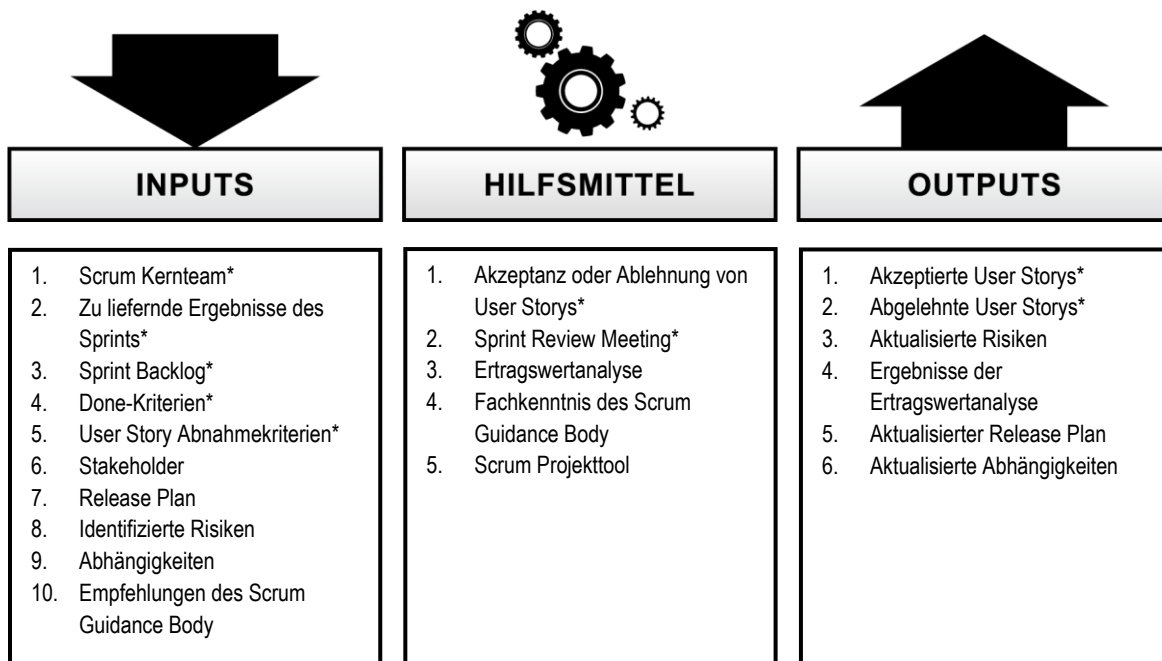 INPUTS
1. Scrum Kernteam*
2. Zu liefernde Ergebnisse des
Sprints*
3. Sprint Backlog*
4. Done-Kriterien*
5. User Story Abnahmekriterien*
6. Stakeholder
7. Release Plan
8. Identifizierte Risiken
9. Abhängigkeiten
10. Empfehlungen des Scrum
Guidance Body
HILFSMITTEL
1. Akzeptanz oder Ablehnung von
User Storys*
2. Sprint Review Meeting*
3. Ertragswertanalyse
4. Fachkenntnis des Scrum
Guidance Body
5. Scrum Projekttool
OUTPUTS
1. Akzeptierte User Storys*
2. Abgelehnte User Storys*
3. Aktualisierte Risiken
4. Ergebnisse der
Ertragswertanalyse
5. Aktualisierter Release Plan
6. Aktualisierte Abhängigkeiten